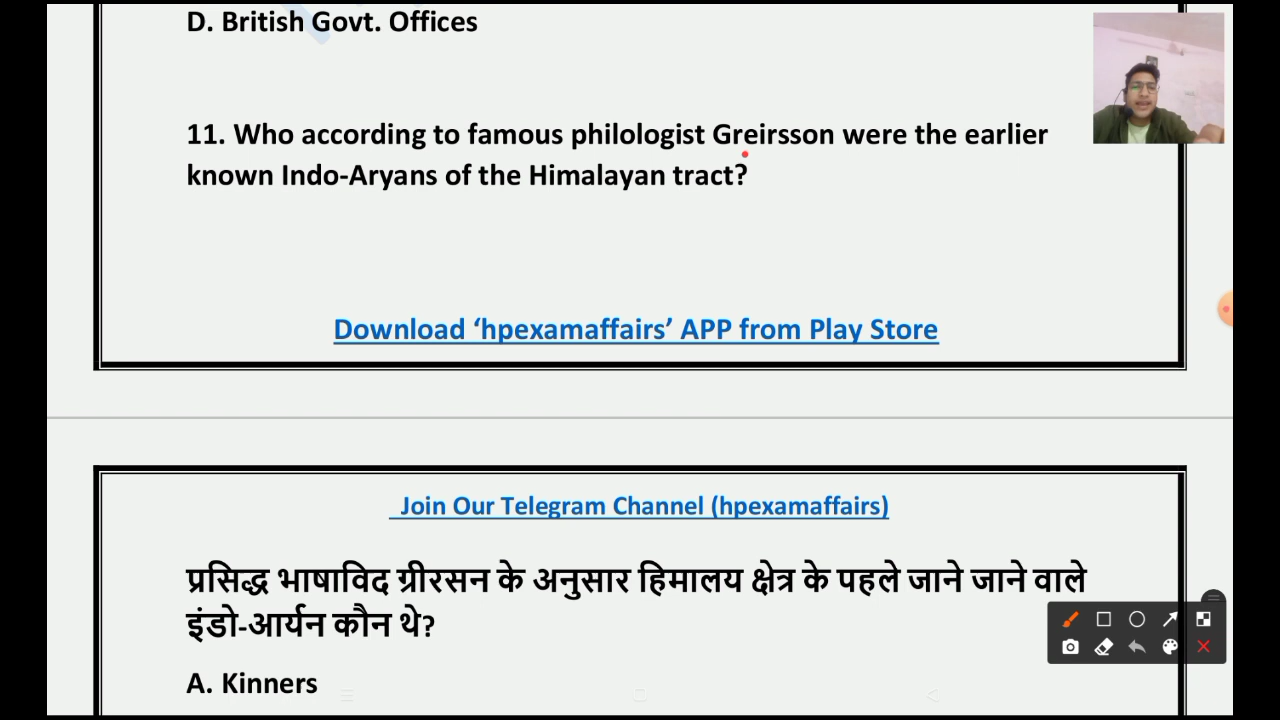 D. British Govt. Offices
11. Who according to famous philologist Greirsson were the earlier
known Indo-Aryans of the Himalayan tract?
Download ‘hpexamaffairs’ APP from Play Store
Join Our Telegram Channel (hpexamaffairs)
प्रसिद्ध भाषाविद ग्रीरसन के अनुसार हिमालय क्षेत्र के पहले जाने जाने वाले
इंडो-आर्यन कौन थे?
A. Kinners